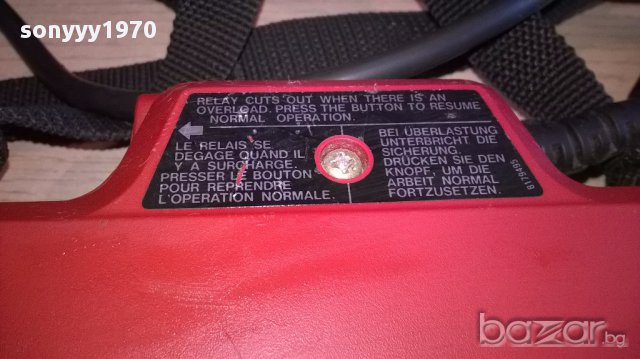 sonyyy1970
RELAY CUTS OUT WHEN THERE IS AN
OVERLOAD. PRESS THE BUTTON TO RESUME
NORMAL OPERATION.
LE RELAIS SE
DEGAGE QUAND IL
Y A SURCHARGE.
PRESSER LE BOUTON
POUR REPRENDRE
L'OPERATION NORMALE.
BEI ÜBERLASTUNG
UNTERBRICHT DIE
SICHERUNG.
DRÜCKEN SIE DEN
KNOPF, UM DIE
ARBEIT NORMAL
FORTZUSETZEN.
6179495
bazar.bg